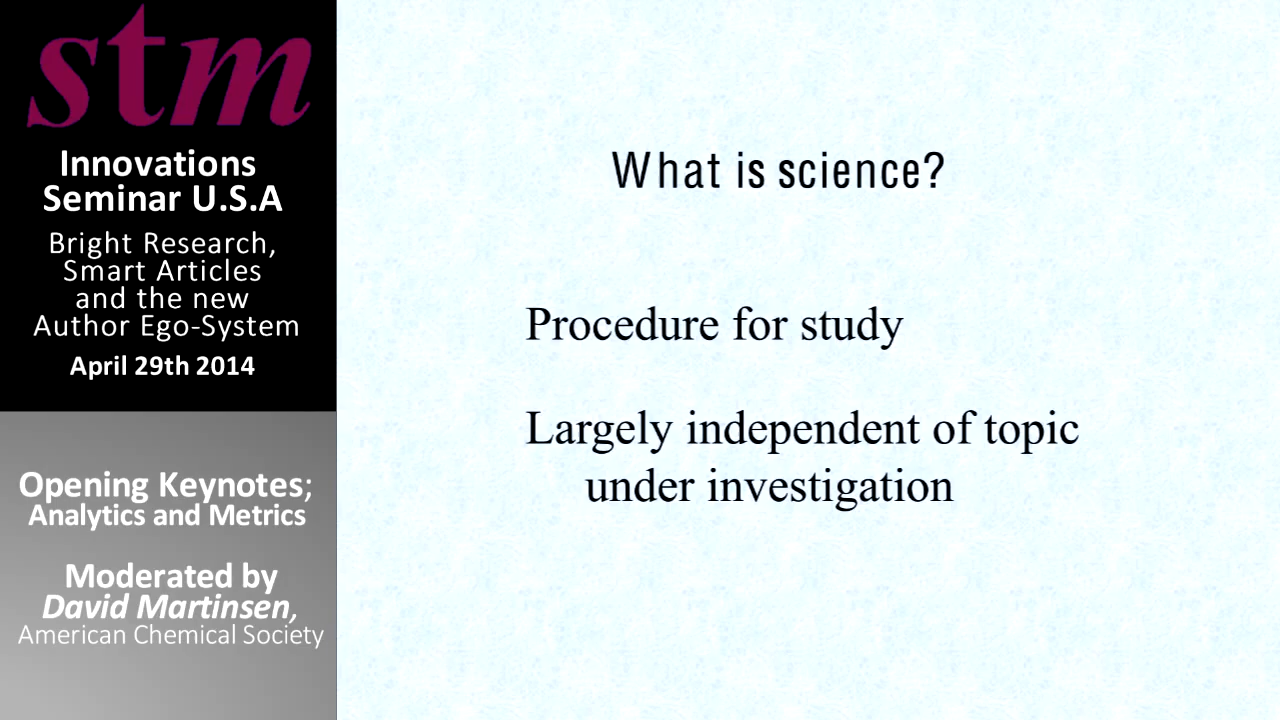 stm
Innovations
Seminar U.S.A
Bright Research,
Smart Articles
and the new
Author Ego-System
April 29th 2014
Opening Keynotes;
Analytics and Metrics
Moderated by
David Martinsen,
American Chemical Society
What is science?
Procedure for study
Largely independent of topic
under investigation